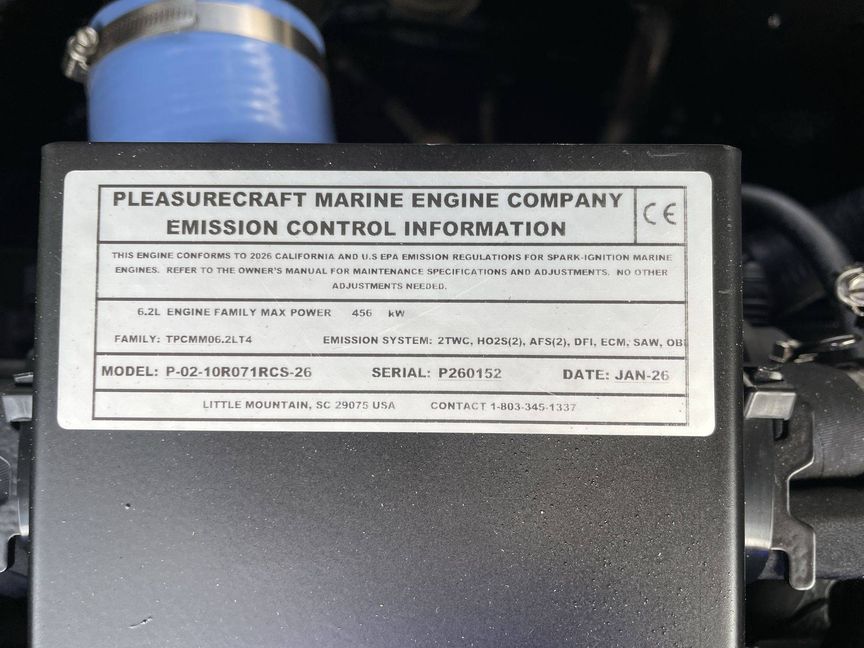 PLEASURECRAFT MARINE ENGINE COMPANY
EMISSION CONTROL INFORMATION
CE
THIS ENGINE CONFORMS TO 2026 CALIFORNIA AND U.S EPA EMISSION REGULATIONS FOR SPARK-IGNITION MARINE
ENGINES. REFER TO THE OWNER'S MANUAL FOR MAINTENANCE SPECIFICATIONS AND ADJUSTMENTS. NO OTHER
ADJUSTMENTS NEEDED.
6.2L ENGINE FAMILY MAX POWER 456 kW
FAMILY: TPCMM06.2LT4 EMISSION SYSTEM: 2TWC, HO2S(2), AFS(2), DFI, ECM, SAW, OB
MODEL: P-02-10R071RCS-26 SERIAL: P260152 DATE: JAN-26
LITTLE MOUNTAIN, SC 29075 USA CONTACT 1-803-345-1337